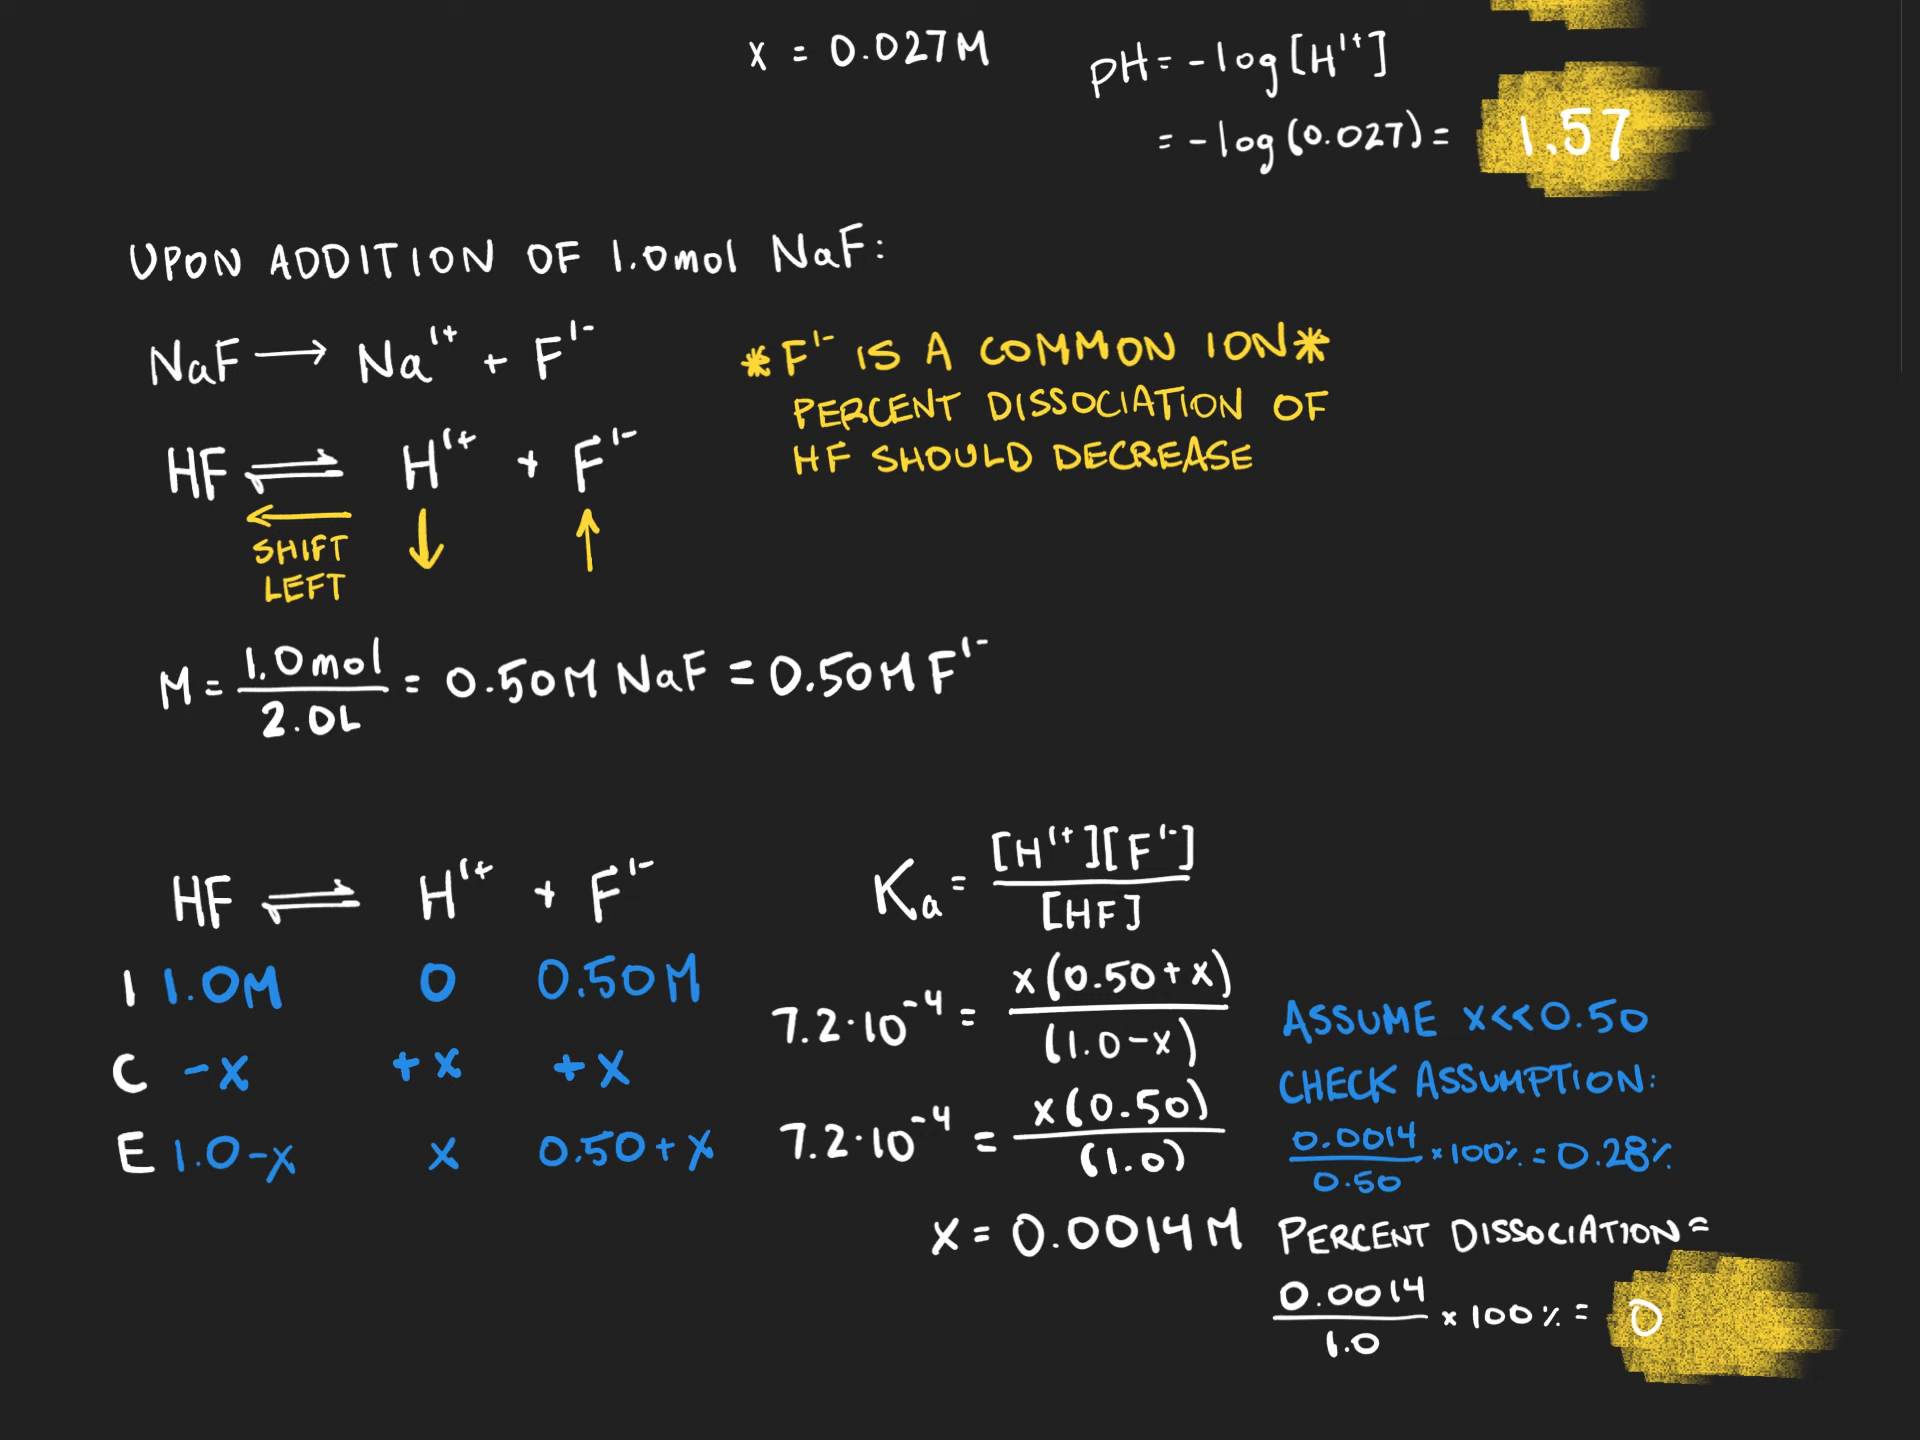 x = 0.027M
pH = -log[H¹⁺]
= -log(0.027) = 1.57
UPON ADDITION OF 1.0mol NaF:
NaF → Na¹⁺ + F¹⁻
*F¹⁻ IS A COMMON ION*
PERCENT DISSOCIATION OF
HF SHOULD DECREASE
HF ⇌ H¹⁺ + F¹⁻
← ↓ ↑
SHIFT
LEFT
M = 1.0mol / 2.0L = 0.50M NaF = 0.50M F¹⁻
HF ⇌ H¹⁺ + F¹⁻
I 1.0M 0 0.50M
C -x +x +x
E 1.0-x x 0.50+x
Ka = [H¹⁺][F¹⁻] / [HF]
7.2·10⁻⁴ = x(0.50+x) / (1.0-x)
7.2·10⁻⁴ = x(0.50) / (1.0)
x = 0.0014M
ASSUME x<<0.50
CHECK ASSUMPTION:
0.0014 / 0.50 × 100% = 0.28%
PERCENT DISSOCIATION =
0.0014 / 1.0 × 100% = 0